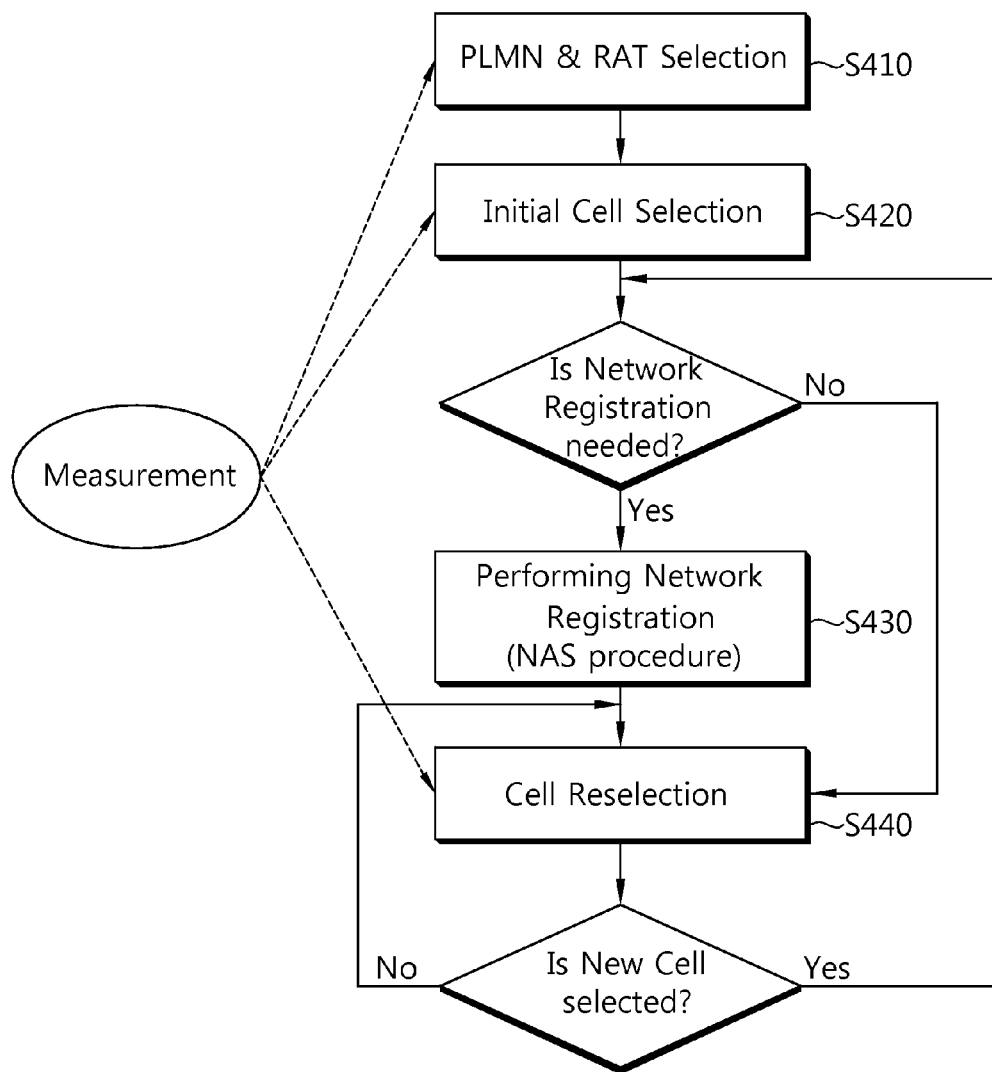 PLMN & RAT Selection
S410
Initial Cell Selection
S420
Is Network
Registration
needed?
No
Measurement
Yes
Performing Network
Registration
(NAS procedure)
S430
Cell Reselection
S440
Is New Cell
selected?
No
Yes